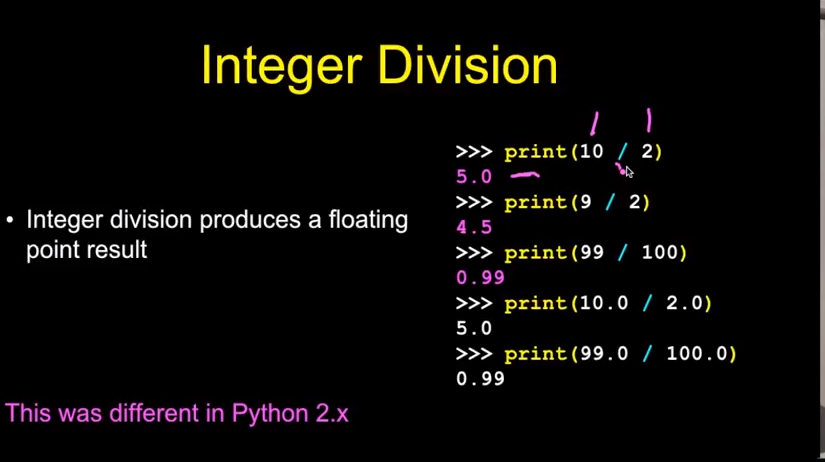 Integer Division
>>> print(10 / 2)
5.0
>>> print(9 / 2)
4.5
>>> print(99 / 100)
0.99
>>> print(10.0 / 2.0)
5.0
>>> print(99.0 / 100.0)
0.99
• Integer division produces a floating
point result
This was different in Python 2.x